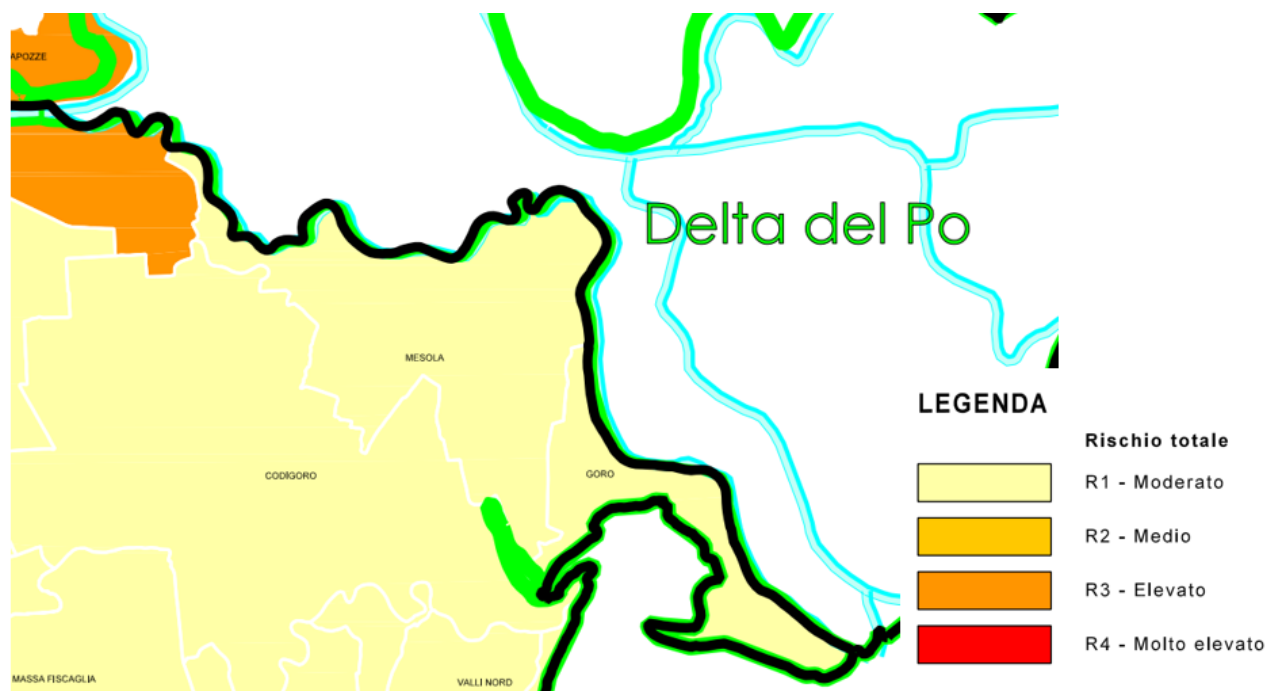 APOZZE
Delta del Po
MESOLA
CODIGORO
GORO
MASSA FISCAGLIA
VALLI NORD
LEGENDA
Rischio totale
R1 - Moderato
R2 - Medio
R3 - Elevato
R4 - Molto elevato